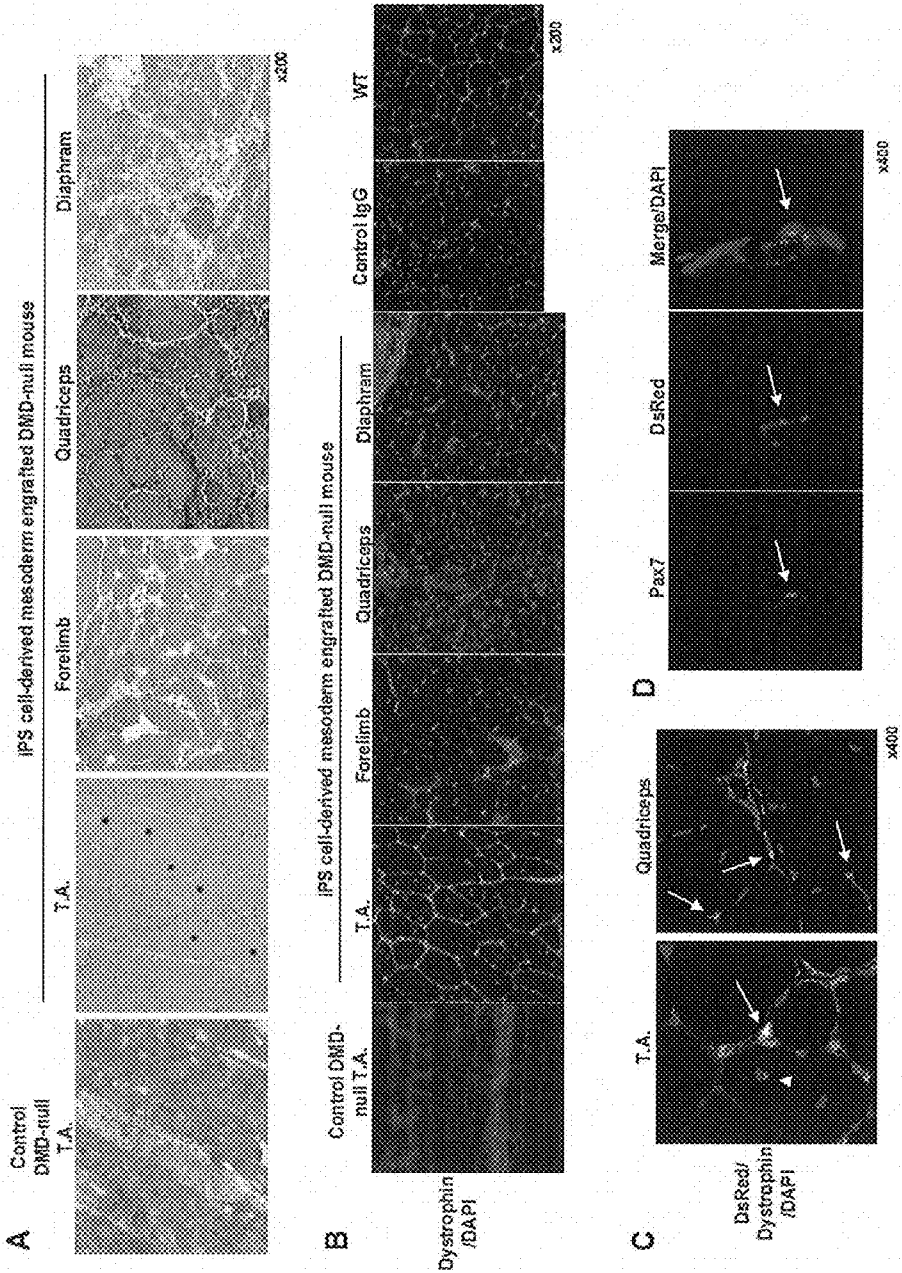 A
Control
DMD-null
T.A.
iPS cell-derived mesoderm engrafted DMD-null mouse
T.A.
Forelimb
Quadriceps
Diaphram
x200
B
Control DMD-
null T.A.
iPS cell-derived mesoderm engrafted DMD-null mouse
T.A.
Forelimb
Quadriceps
Diaphram
Control IgG
WT
Dystrophin
/DAPI
x200
C
T.A.
Quadriceps
DsRed/
Dystrophin
/DAPI
x400
D
Pax7
DsRed
Merge/DAPI
x400